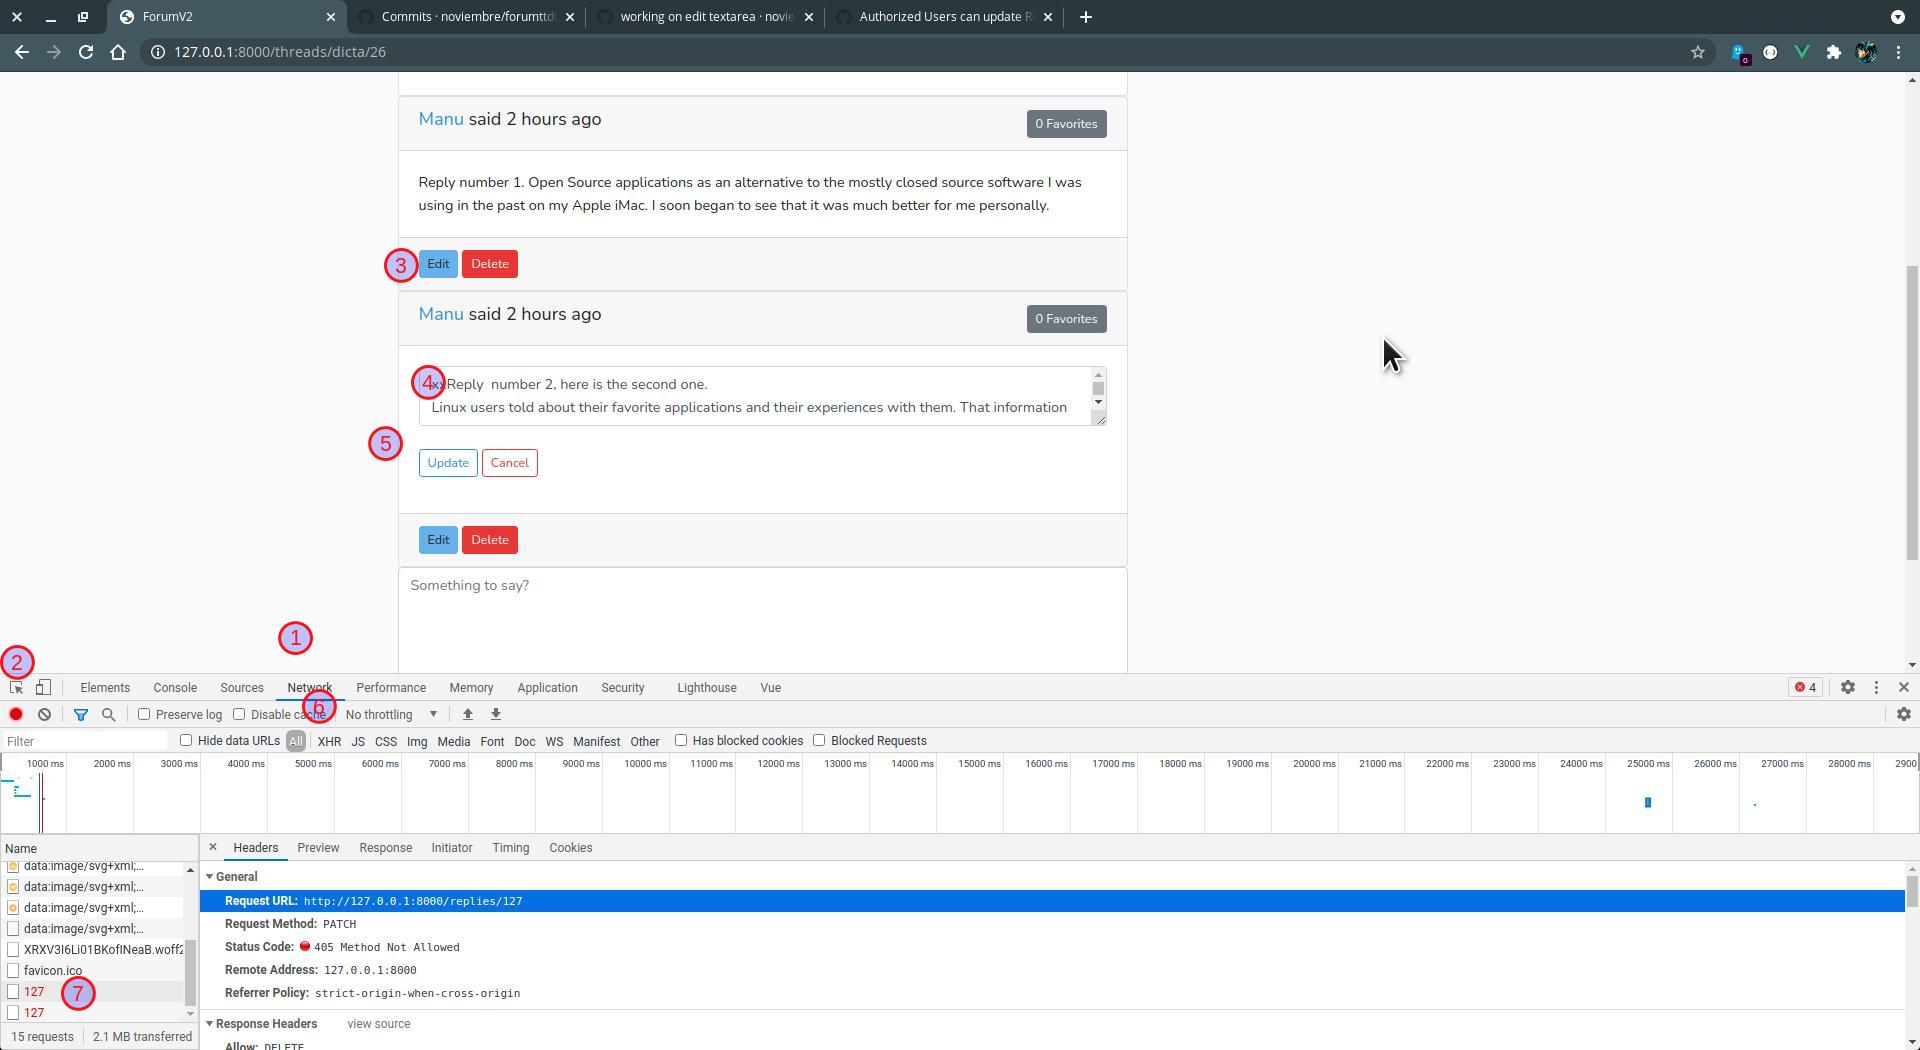 ForumV2
Commits · noviembre/forumttd
working on edit textarea · novie
Authorized Users can update R
127.0.0.1:8000/threads/dicta/26
0
Manu said 2 hours ago
0 Favorites
Reply number 1. Open Source applications as an alternative to the mostly closed source software I was
using in the past on my Apple iMac. I soon began to see that it was much better for me personally.
3
Edit
Delete
Manu said 2 hours ago
0 Favorites
4
xxReply  number 2, here is the second one.
Linux users told about their favorite applications and their experiences with them. That information
5
Update
Cancel
Edit
Delete
Something to say?
1
2
Elements
Console
Sources
Network
Performance
Memory
Application
Security
Lighthouse
Vue
4
6
Preserve log
Disable cache
No throttling
Filter
Hide data URLs
All
XHR
JS
CSS
Img
Media
Font
Doc
WS
Manifest
Other
Has blocked cookies
Blocked Requests
1000 ms
2000 ms
3000 ms
4000 ms
5000 ms
6000 ms
7000 ms
8000 ms
9000 ms
10000 ms
11000 ms
12000 ms
13000 ms
14000 ms
15000 ms
16000 ms
17000 ms
18000 ms
19000 ms
20000 ms
21000 ms
22000 ms
23000 ms
24000 ms
25000 ms
26000 ms
27000 ms
28000 ms
2900
Name
data:image/svg+xml;…
data:image/svg+xml;…
data:image/svg+xml;…
data:image/svg+xml;…
XRXV3I6Li01BKofINeaB.woff2
favicon.ico
127
7
127
15 requests
2.1 MB transferred
Headers
Preview
Response
Initiator
Timing
Cookies
General
Request URL: http://127.0.0.1:8000/replies/127
Request Method: PATCH
Status Code: 405 Method Not Allowed
Remote Address: 127.0.0.1:8000
Referrer Policy: strict-origin-when-cross-origin
Response Headers
view source
Allow: DELETE